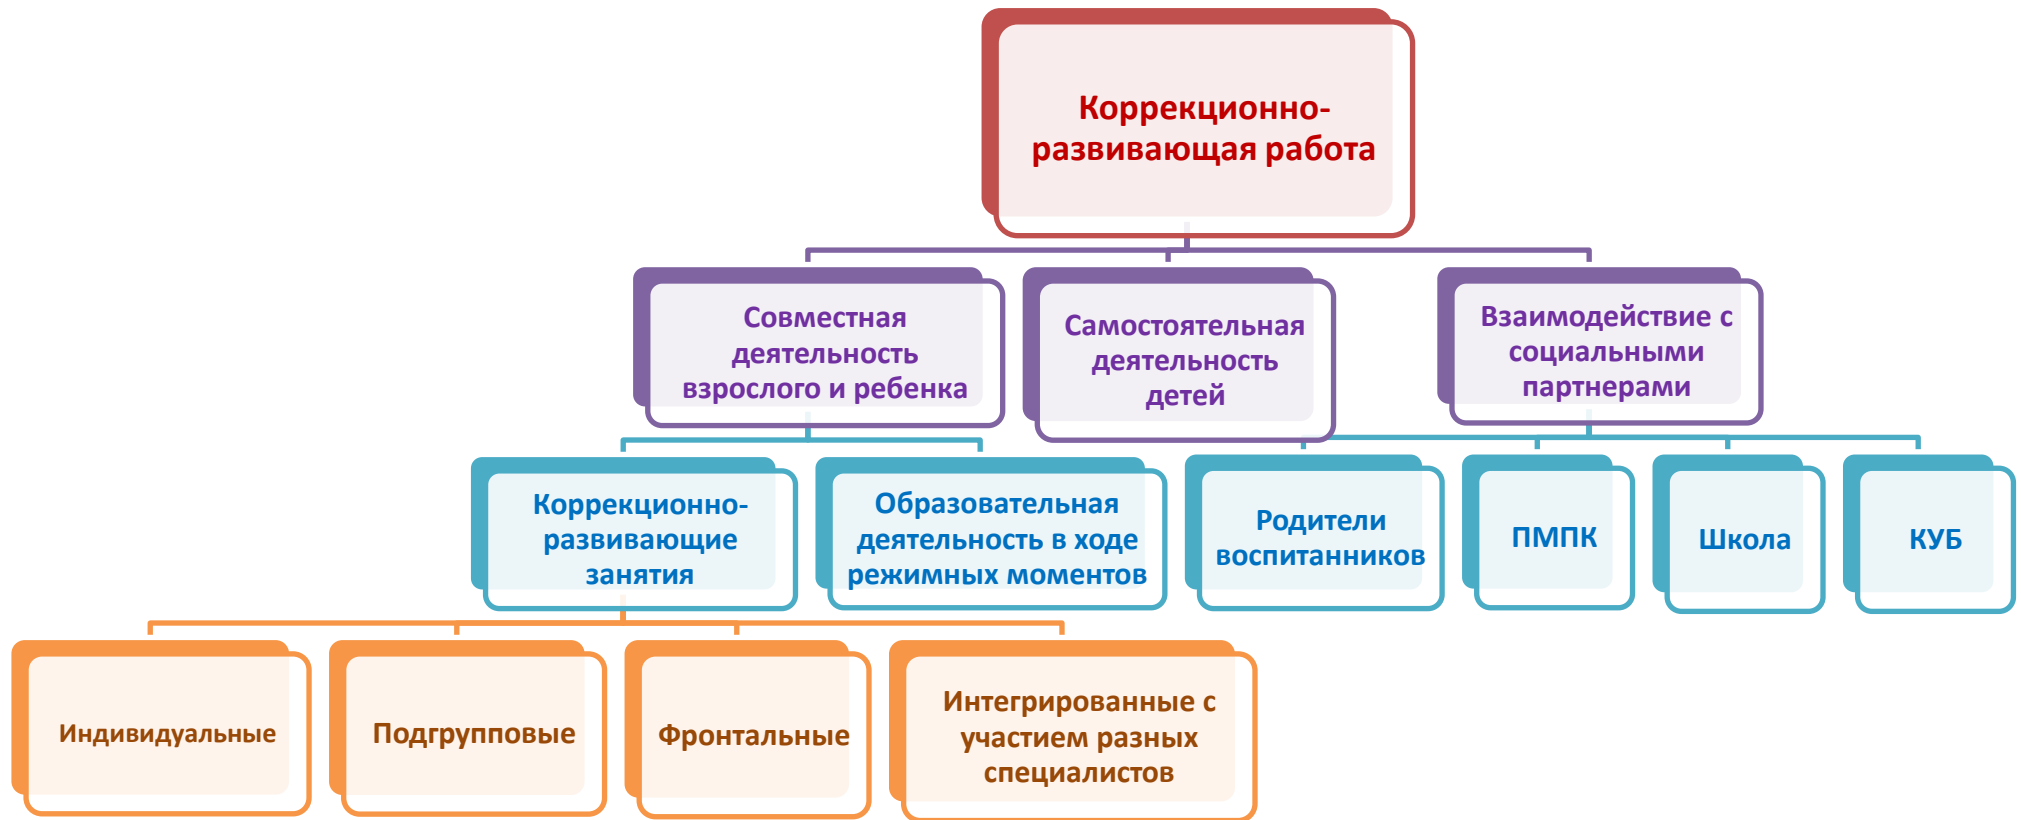 Коррекционно-
развивающая работа
Совместная
деятельность
взрослого и ребенка
Самостоятельная
деятельность
детей
Взаимодействие с
социальными
партнерами
Коррекционно-
развивающие
занятия
Образовательная
деятельность в ходе
режимных моментов
Родители
воспитанников
ПМПК
Школа
КУБ
Индивидуальные
Подгрупповые
Фронтальные
Интегрированные с
участием разных
специалистов